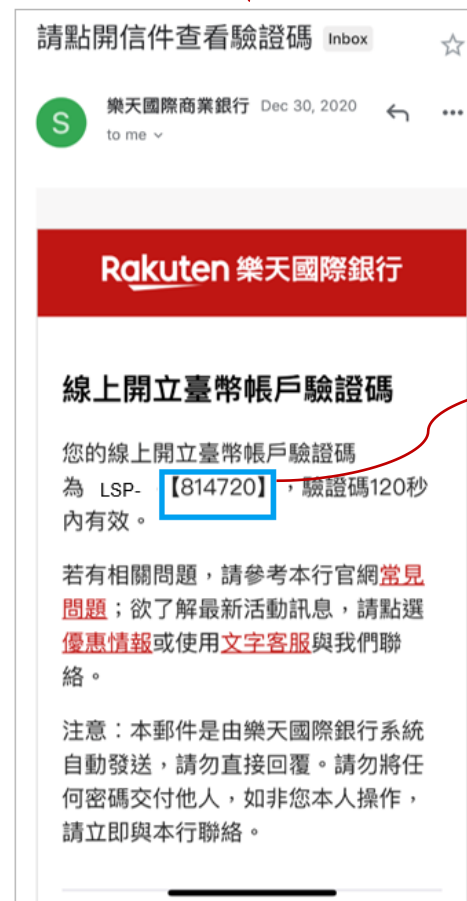 請點開信件查看驗證碼 Inbox
S
樂天國際商業銀行 Dec 30, 2020
to me
Rakuten 樂天國際銀行
線上開立臺幣帳戶驗證碼
您的線上開立臺幣帳戶驗證碼
為 LSP- 【814720】,驗證碼120秒
內有效。
若有相關問題,請參考本行官網常見
問題;欲了解最新活動訊息,請點選
優惠情報或使用文字客服與我們聯
絡。
注意:本郵件是由樂天國際銀行系統
自動發送,請勿直接回覆。請勿將任
何密碼交付他人,如非您本人操作,
請立即與本行聯絡。